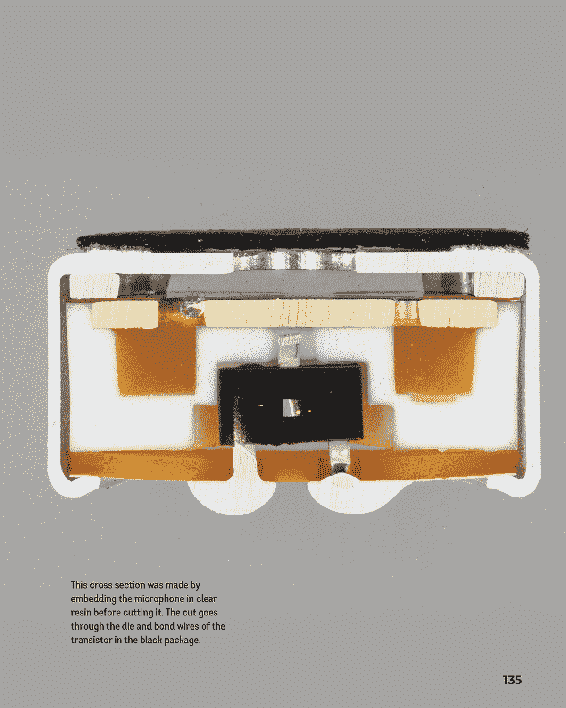 This cross section was made by
embedding the microphone in clear
resin before cutting it. The cut goes
through the die and bond wires of the
transistor in the black package.
135